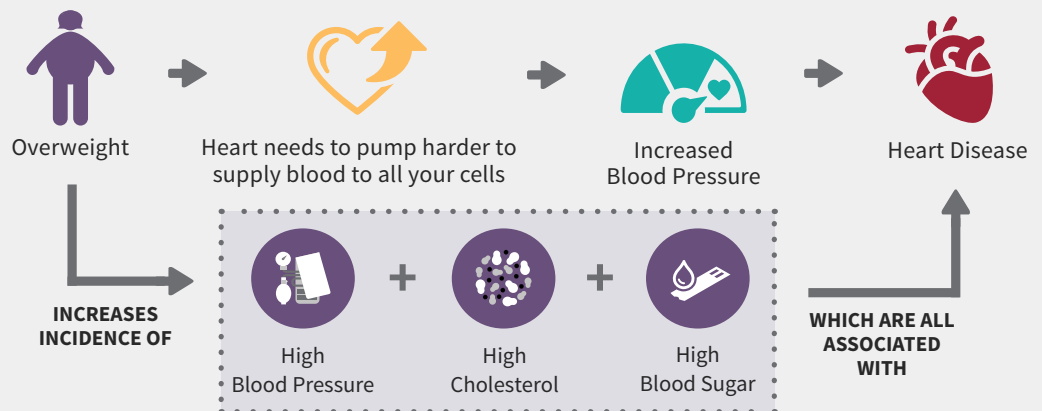 Overweight
Heart needs to pump harder to
supply blood to all your cells
Increased
Blood Pressure
Heart Disease
INCREASES
INCIDENCE OF
High
Blood Pressure
High
Cholesterol
High
Blood Sugar
WHICH ARE ALL
ASSOCIATED
WITH